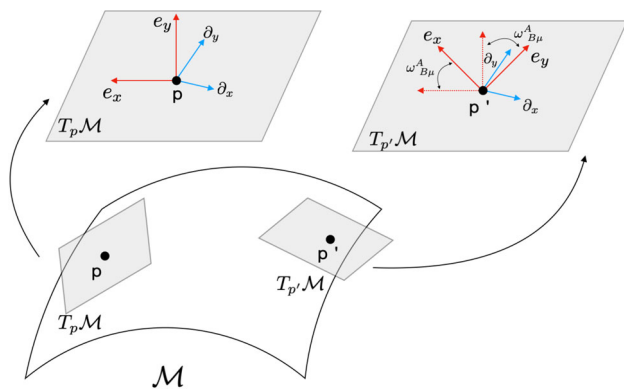 e_y
∂_y
e_x
p
∂_x
T_pM
e_x
ω^A_{Bμ}
e_y
ω^A_{Bμ}
∂_y
∂_x
p '
T_{p'}M
p
p '
T_pM
T_{p'}M
M